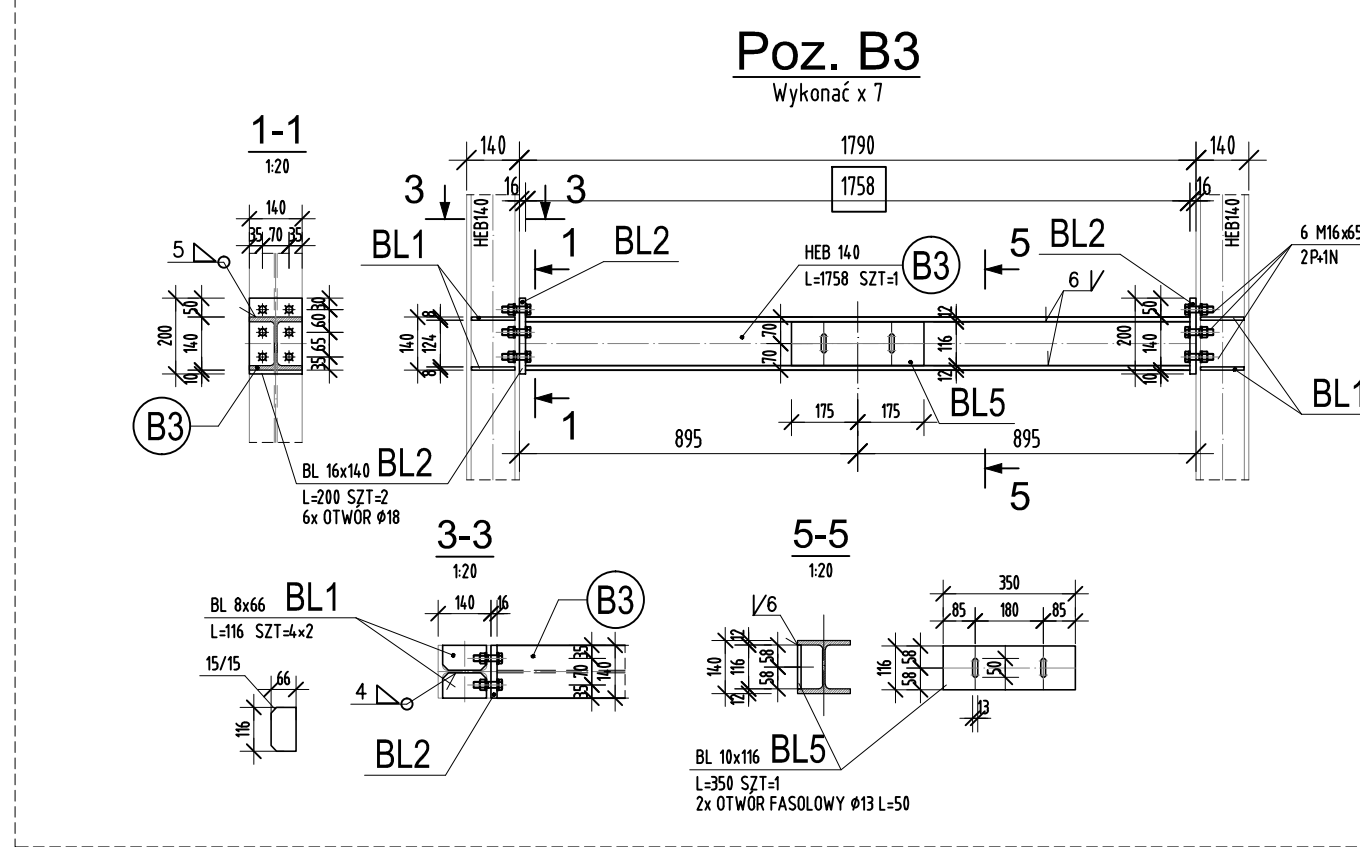 Poz. B3
Wykonać x 7
1-1
1:20
140
35 70 35
5
50
140
10
200
30
60
65
35
B3
BL 16x140 BL2
L=200 SZT=2
6x OTWÓR ϕ18
140
1790
140
16
1758
16
3
3
HEB140
HEB140
BL1
1
BL2
HEB 140
L=1758 SZT=1
B3
5
BL2
6 M16x65
2P+1N
6
8
124
8
140
70
70
12
116
12
50
140
10
200
BL5
BL1
175
175
1
895
895
5
3-3
1:20
BL 8x66 BL1
L=116 SZT=4x2
15/15
66
116
140
16
B3
35
70
35
140
4
BL2
5-5
1:20
6
12
116
12
140
58
58
350
85
180
85
116
58
58
50
13
BL 10x116 BL5
L=350 SZT=1
2x OTWÓR FASOLOWY ϕ13 L=50